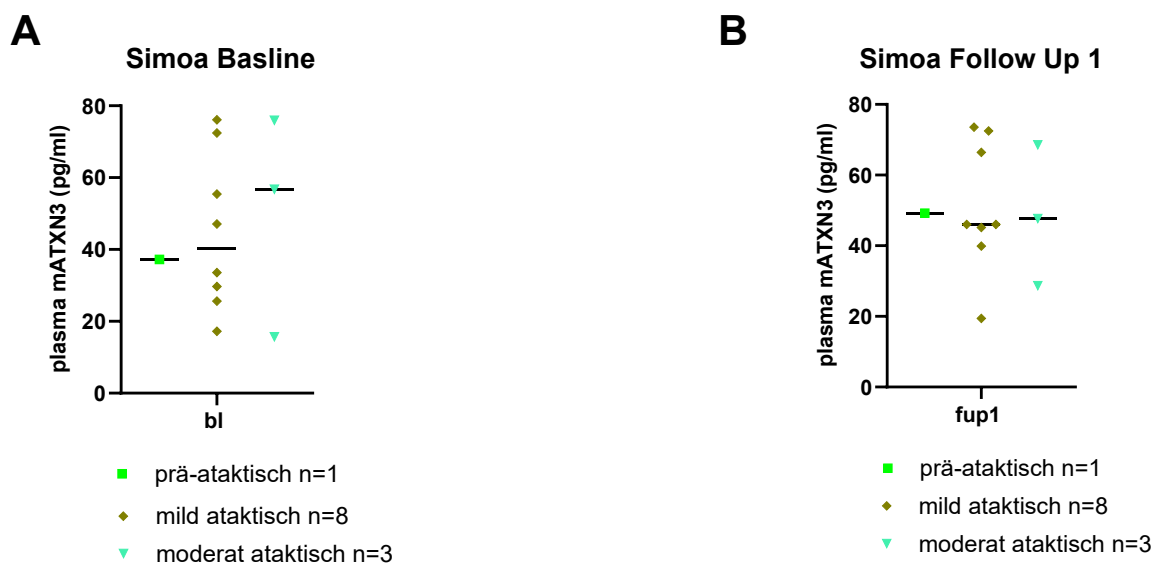 A
Simoa Basline
plasma mATXN3 (pg/ml)
80
60
40
20
0
bl
prä-ataktisch n=1
mild ataktisch n=8
moderat ataktisch n=3
B
Simoa Follow Up 1
plasma mATXN3 (pg/ml)
80
60
40
20
0
fup1
prä-ataktisch n=1
mild ataktisch n=8
moderat ataktisch n=3